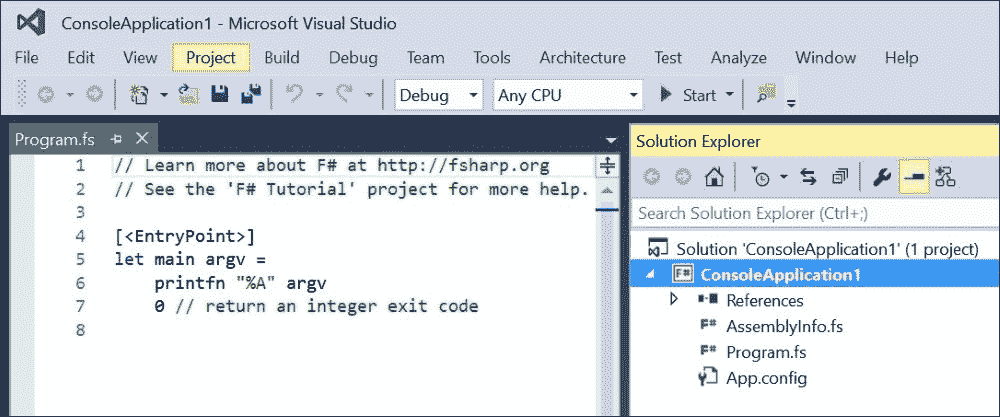 ConsoleApplication1 - Microsoft Visual Studio
File Edit View Project Build Debug Team Tools Architecture Test Analyze Window Help
Debug Any CPU Start
Program.fs
1 // Learn more about F# at http://fsharp.org
2 // See the 'F# Tutorial' project for more help.
3
4 [<EntryPoint>]
5 let main argv =
6 printfn "%A" argv
7 0 // return an integer exit code
8
Solution Explorer
Search Solution Explorer (Ctrl+;)
Solution 'ConsoleApplication1' (1 project)
F# ConsoleApplication1
References
F# AssemblyInfo.fs
F# Program.fs
App.config